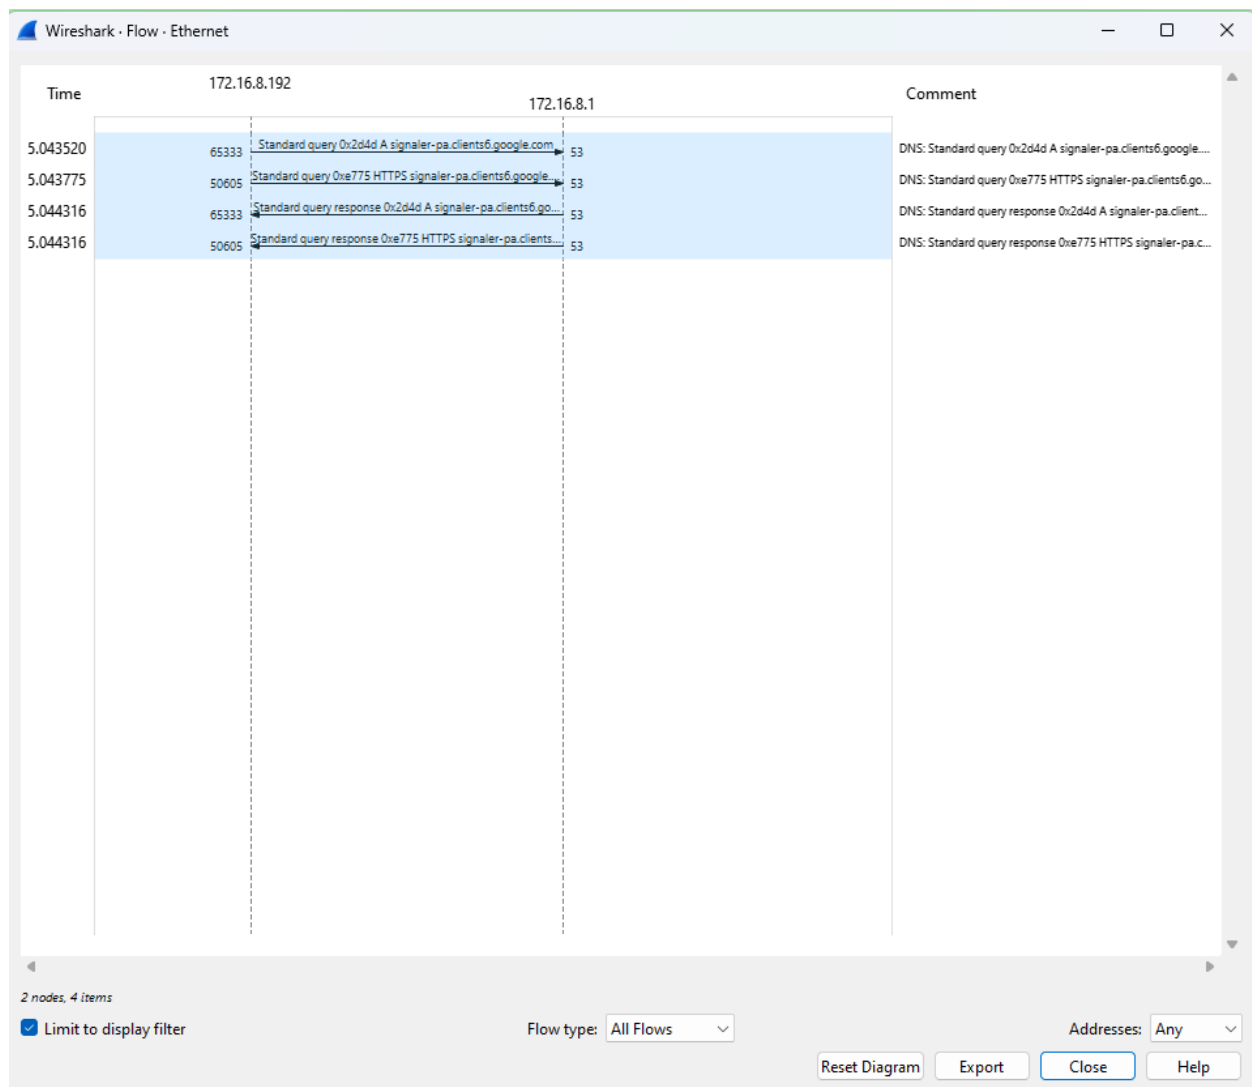 Wireshark · Flow · Ethernet
Time
172.16.8.192
172.16.8.1
Comment
5.043520
65333
Standard query 0x2d4d A signaler-pa.clients6.google.com
53
DNS: Standard query 0x2d4d A signaler-pa.clients6.google....
5.043775
50605
Standard query 0xe775 HTTPS signaler-pa.clients6.google...
53
DNS: Standard query 0xe775 HTTPS signaler-pa.clients6.go...
5.044316
65333
Standard query response 0x2d4d A signaler-pa.clients6.go...
53
DNS: Standard query response 0x2d4d A signaler-pa.client...
5.044316
50605
Standard query response 0xe775 HTTPS signaler-pa.clients...
53
DNS: Standard query response 0xe775 HTTPS signaler-pa.c...
2 nodes, 4 items
Limit to display filter
Flow type: All Flows
Addresses: Any
Reset Diagram
Export
Close
Help